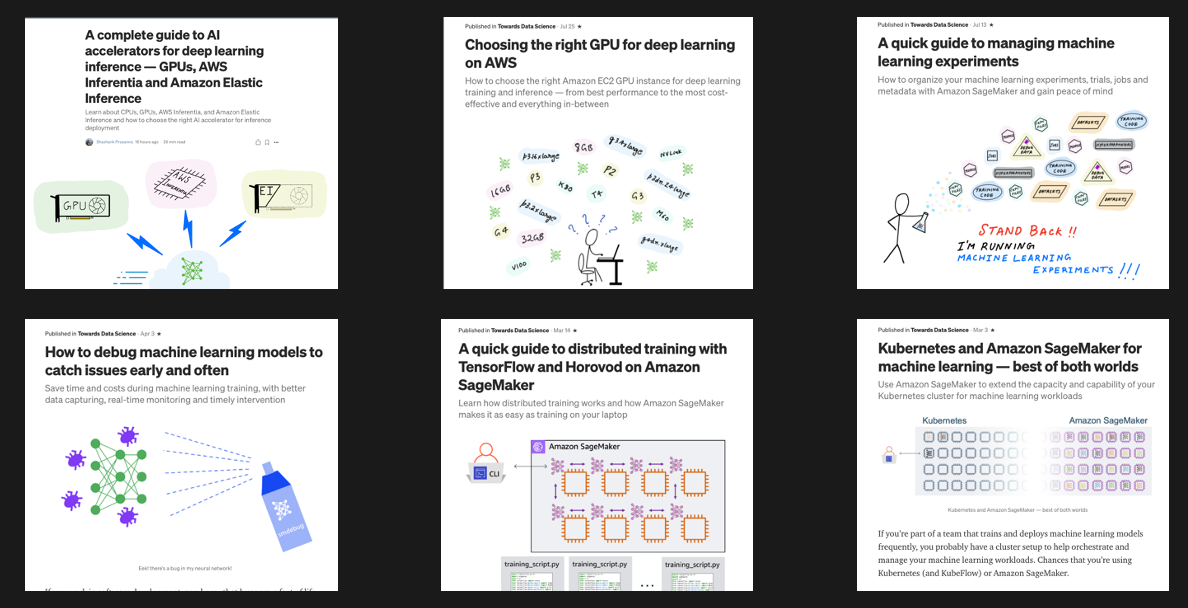 A complete guide to AI
accelerators for deep learning
inference — GPUs, AWS
Inferentia and Amazon Elastic
Inference
Learn about CPUs, GPUs, AWS Inferentia, and Amazon Elastic
Inference and how to choose the right AI accelerator for inference
deployment
Shashank Prasanna · 16 hours ago · 26 min read
GPU
AWS
INFERENTIA
EI
Published in Towards Data Science · Jul 25 ★
Choosing the right GPU for deep learning
on AWS
How to choose the right Amazon EC2 GPU instance for deep learning
training and inference — from best performance to the most cost-
effective and everything in-between
p3.16xlarge
8GB
g3.4xlarge
NVLink
P3
K80
P2
p2dn.24xlarge
16GB
T4
G3
p3.2xlarge
M60
G4
32GB
? ? ? ?
g4dn.xlarge
V100
Published in Towards Data Science · Jul 13 ★
A quick guide to managing machine
learning experiments
How to organize your machine learning experiments, trials, jobs and
metadata with Amazon SageMaker and gain peace of mind
DATASETS
TRAINING
CODE
DEBUG
DATA
JOBS
JOBS
HYPERPARAMETERS
TRAINING
CODE
HYPERPARAMETERS
DEBUG
DATA
TRAINING
CODE
DATASETS
DATASETS
STAND BACK !!
I'M RUNNING
MACHINE LEARNING
EXPERIMENTS !!!
Published in Towards Data Science · Apr 3 ★
How to debug machine learning models to
catch issues early and often
Save time and costs during machine learning training, with better
data capturing, real-time monitoring and timely intervention
smdebug
Eek! there's a bug in my neural network!
Published in Towards Data Science · Mar 14 ★
A quick guide to distributed training with
TensorFlow and Horovod on Amazon
SageMaker
Learn how distributed training works and how Amazon SageMaker
makes it as easy as training on your laptop
Amazon SageMaker
CLI
training_script.py
training_script.py
...
training_script.py
Published in Towards Data Science · Mar 3 ★
Kubernetes and Amazon SageMaker for
machine learning — best of both worlds
Use Amazon SageMaker to extend the capacity and capability of your
Kubernetes cluster for machine learning workloads
Kubernetes
Amazon SageMaker
Kubernetes and Amazon SageMaker — best of both worlds
If you're part of a team that trains and deploys machine learning models
frequently, you probably have a cluster setup to help orchestrate and
manage your machine learning workloads. Chances that you're using
Kubernetes (and KubeFlow) or Amazon SageMaker.